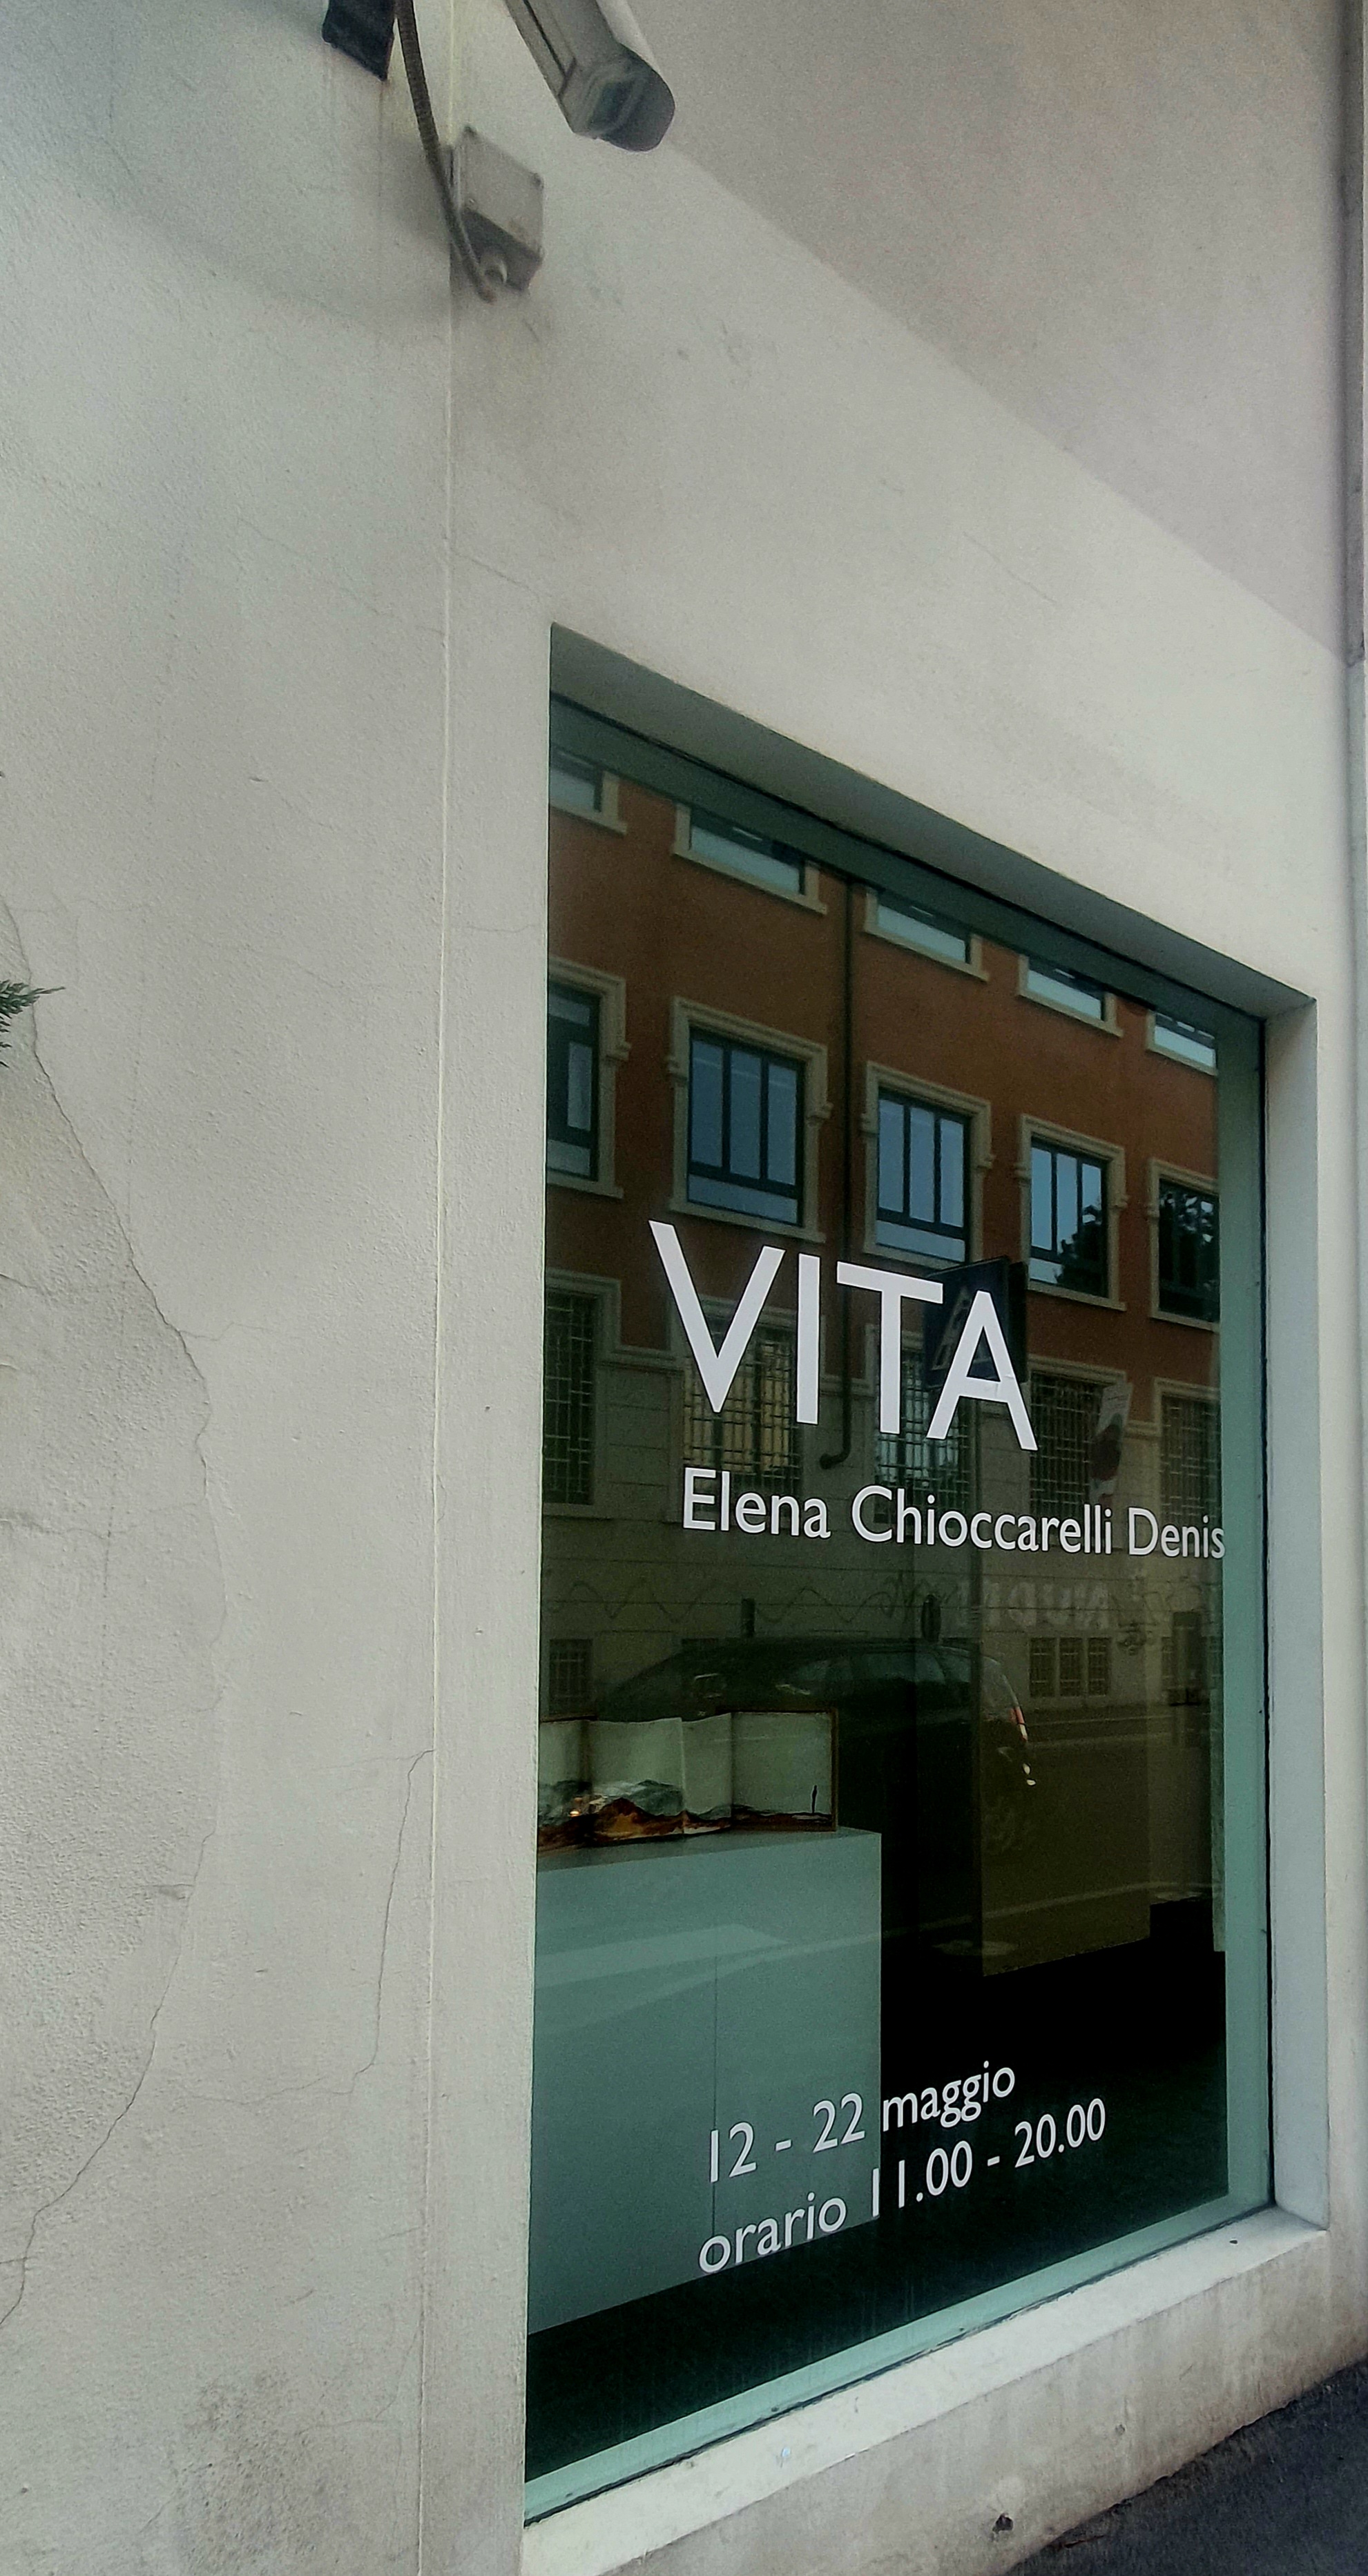 VITA
Elena Chioccarelli Denis
12 - 22 maggio
orario 11.00 - 20.00